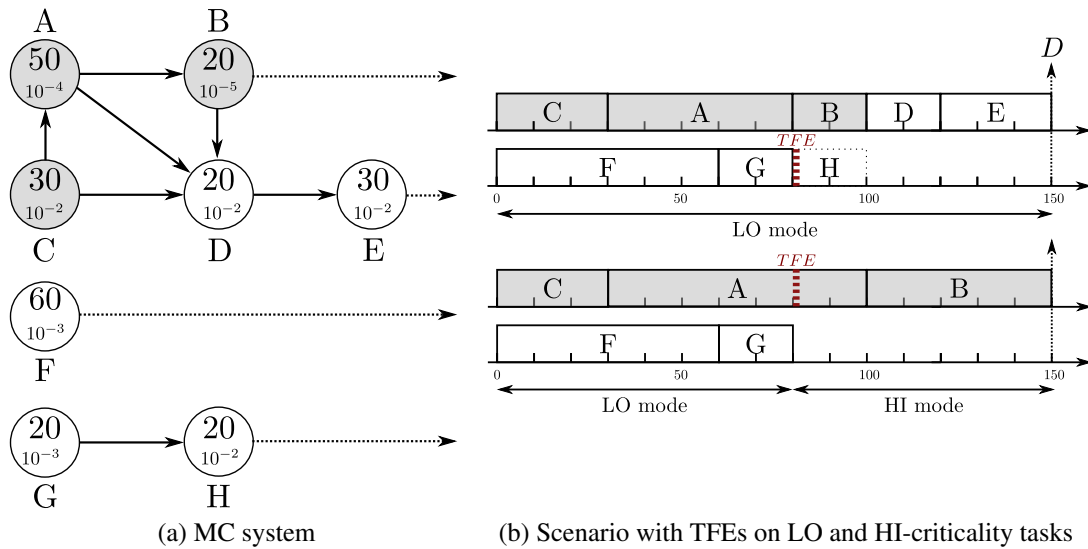 A
B
50
10⁻⁴
20
10⁻⁵
30
10⁻²
20
10⁻²
30
10⁻²
C
D
E
60
10⁻³
F
20
10⁻³
20
10⁻²
G
H
(a) MC system
D
C A B D E
TFE
F G H
0 50 100 150
LO mode
TFE
C A B
F G
0 50 100 150
LO mode HI mode
(b) Scenario with TFEs on LO and HI-criticality tasks